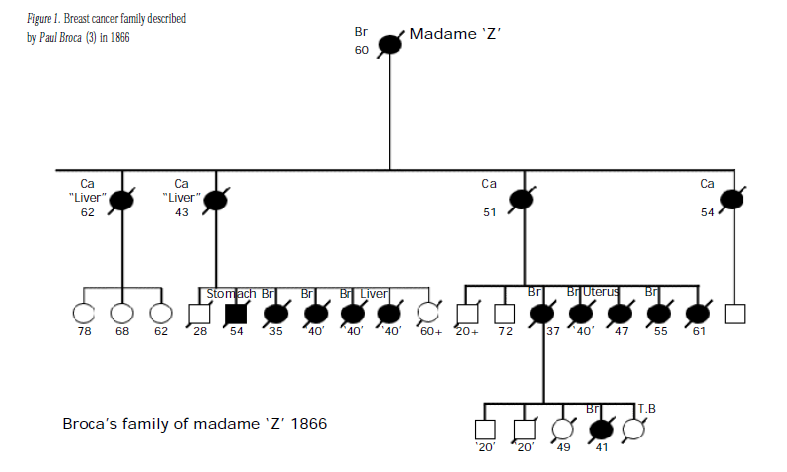 Figure 1. Breast cancer family described
by Paul Broca (3) in 1866
Br
60
Madame ‘Z’
Ca
“Liver”
62
Ca
“Liver”
43
Ca
51
Ca
54
Stomach Br Br Br Liver
Br Br Uterus Br
78 68 62 28 54 35 ‘40’ ‘40’ ‘40’ 60+ 20+ 72 37 ‘40’ 47 55 61
Br T.B
‘20’ ‘20’ 49 41
Broca’s family of madame ‘Z’ 1866